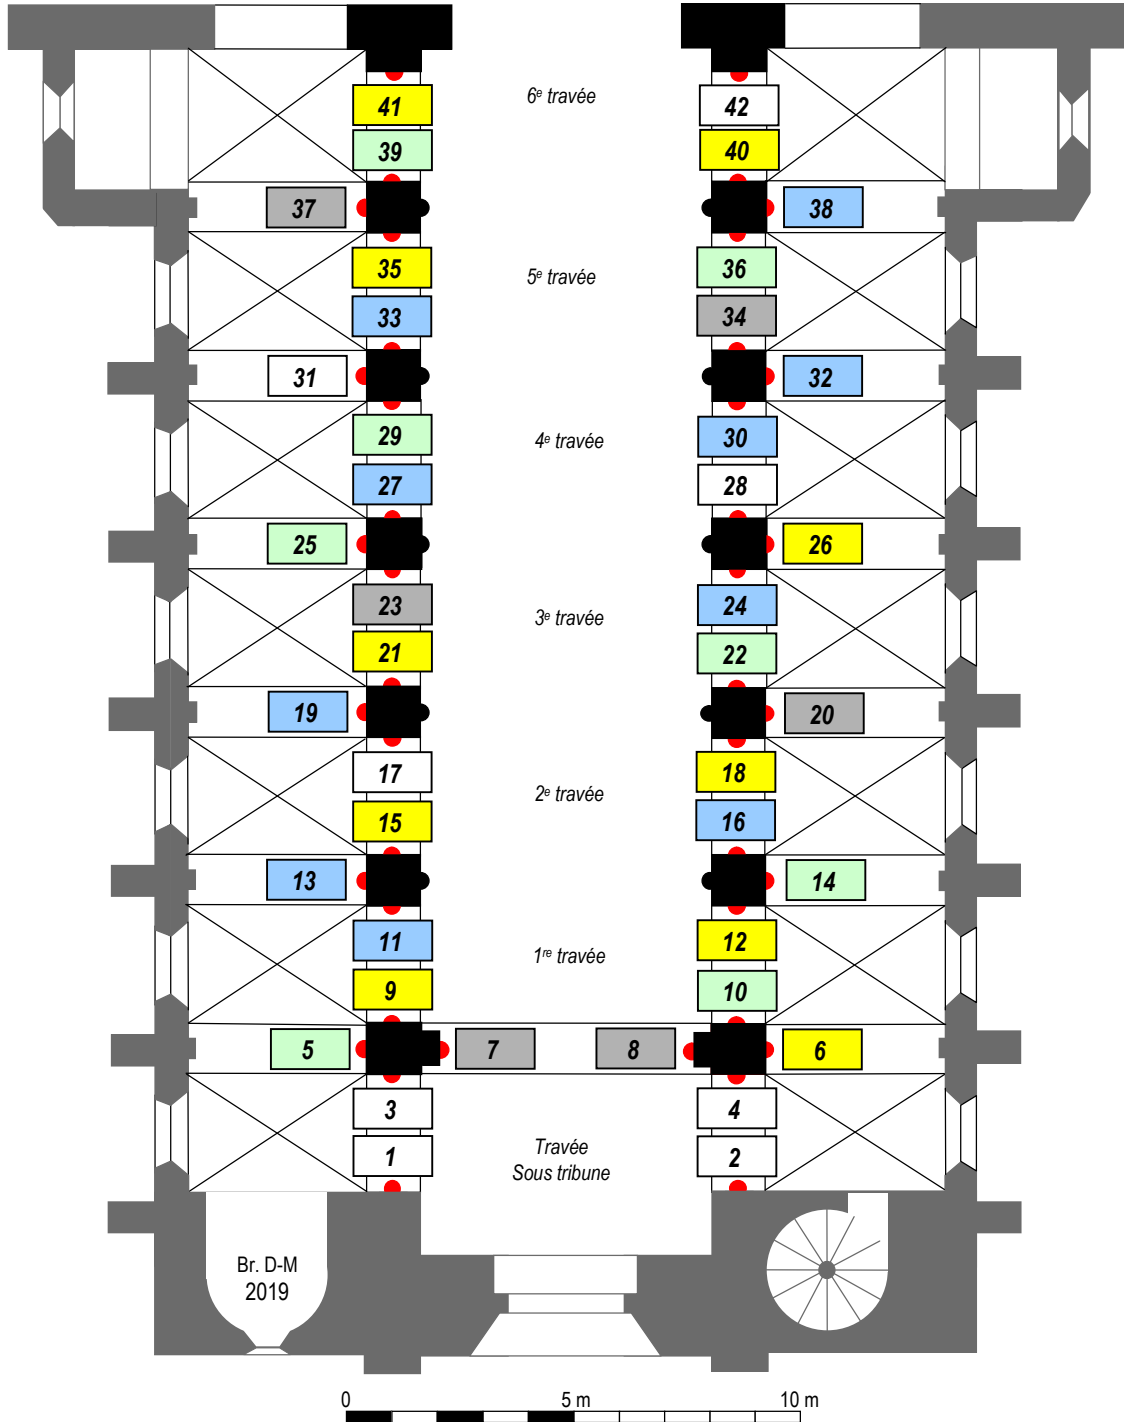 41 6e travée 42
39 40
37 38
35 5e travée 36
33 34
31 32
29 4e travée 30
27 28
25 26
23 3e travée 24
21 22
19 20
17 2e travée 18
15 16
13 14
11 1re travée 12
9 10
5 7 8 6
3 4
1 Travée 2
Sous tribune
Br. D-M
2019
0 5 m 10 m